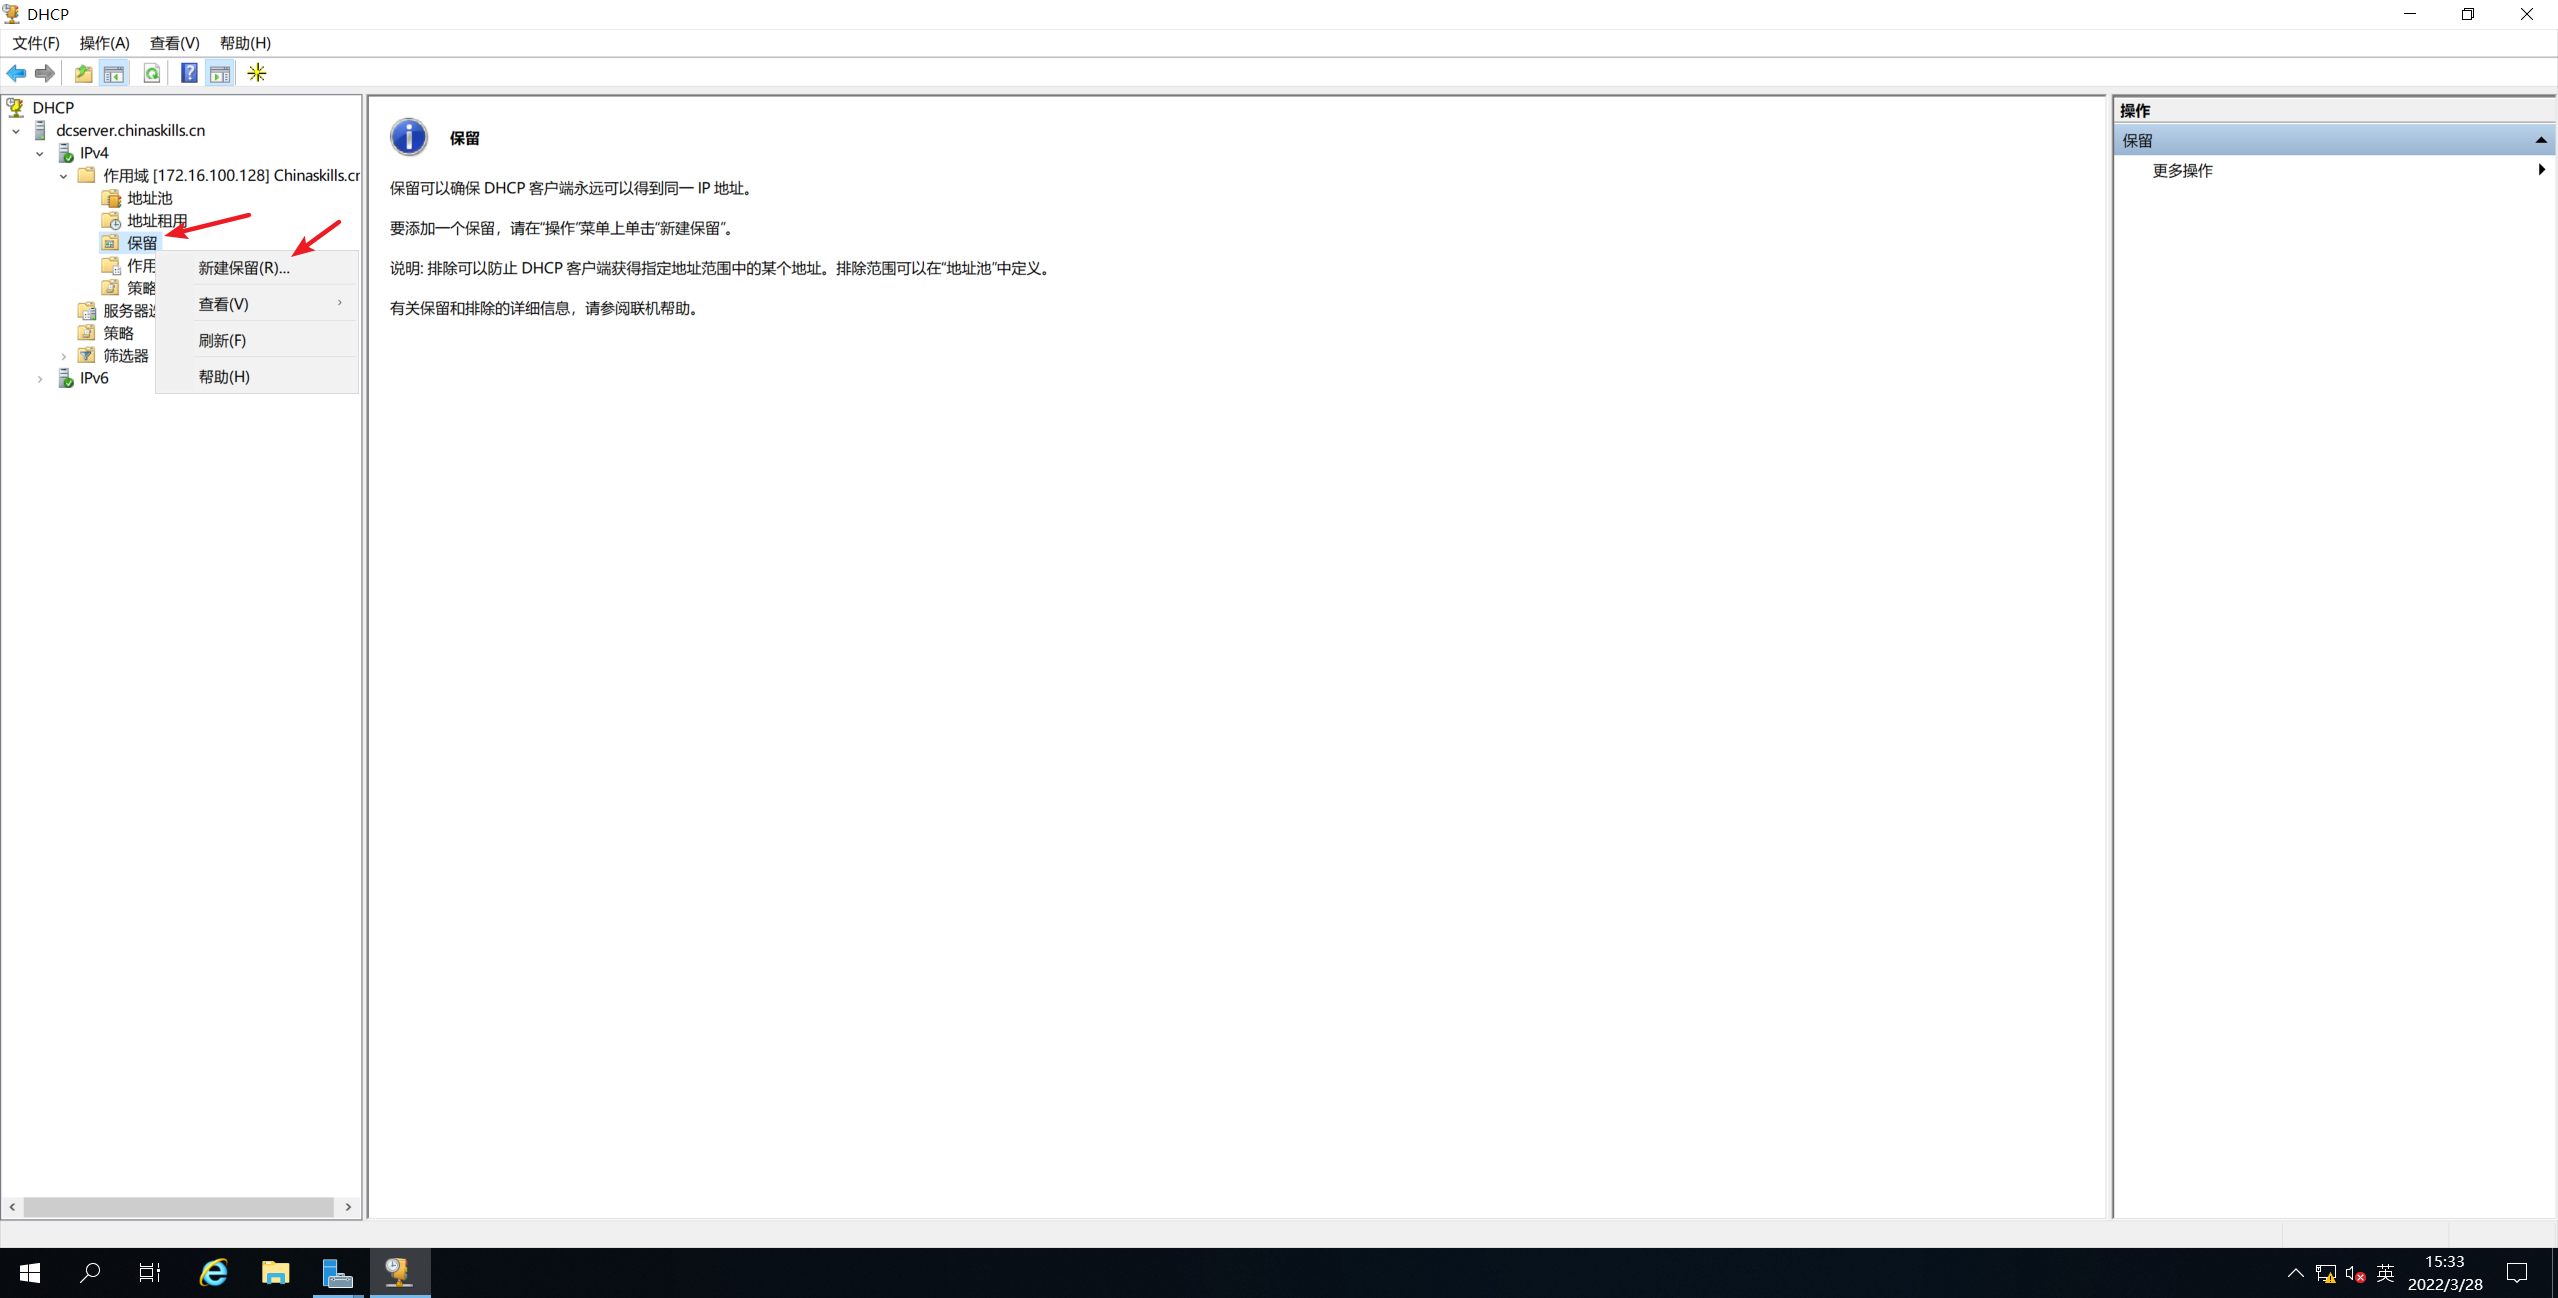 DHCP
文件(F) 操作(A) 查看(V) 帮助(H)
DHCP
dcserver.chinaskills.cn
IPv4
作用域 [172.16.100.128] Chinaskills.cn
地址池
地址租用
保留
作用
策略
服务器选
策略
筛选器
IPv6
新建保留(R)...
查看(V)
刷新(F)
帮助(H)
保留
保留可以确保 DHCP 客户端永远可以得到同一 IP 地址。
要添加一个保留，请在“操作”菜单上单击“新建保留”。
说明: 排除可以防止 DHCP 客户端获得指定地址范围中的某个地址。排除范围可以在“地址池”中定义。
有关保留和排除的详细信息，请参阅联机帮助。
操作
保留
更多操作
英
15:33
2022/3/28